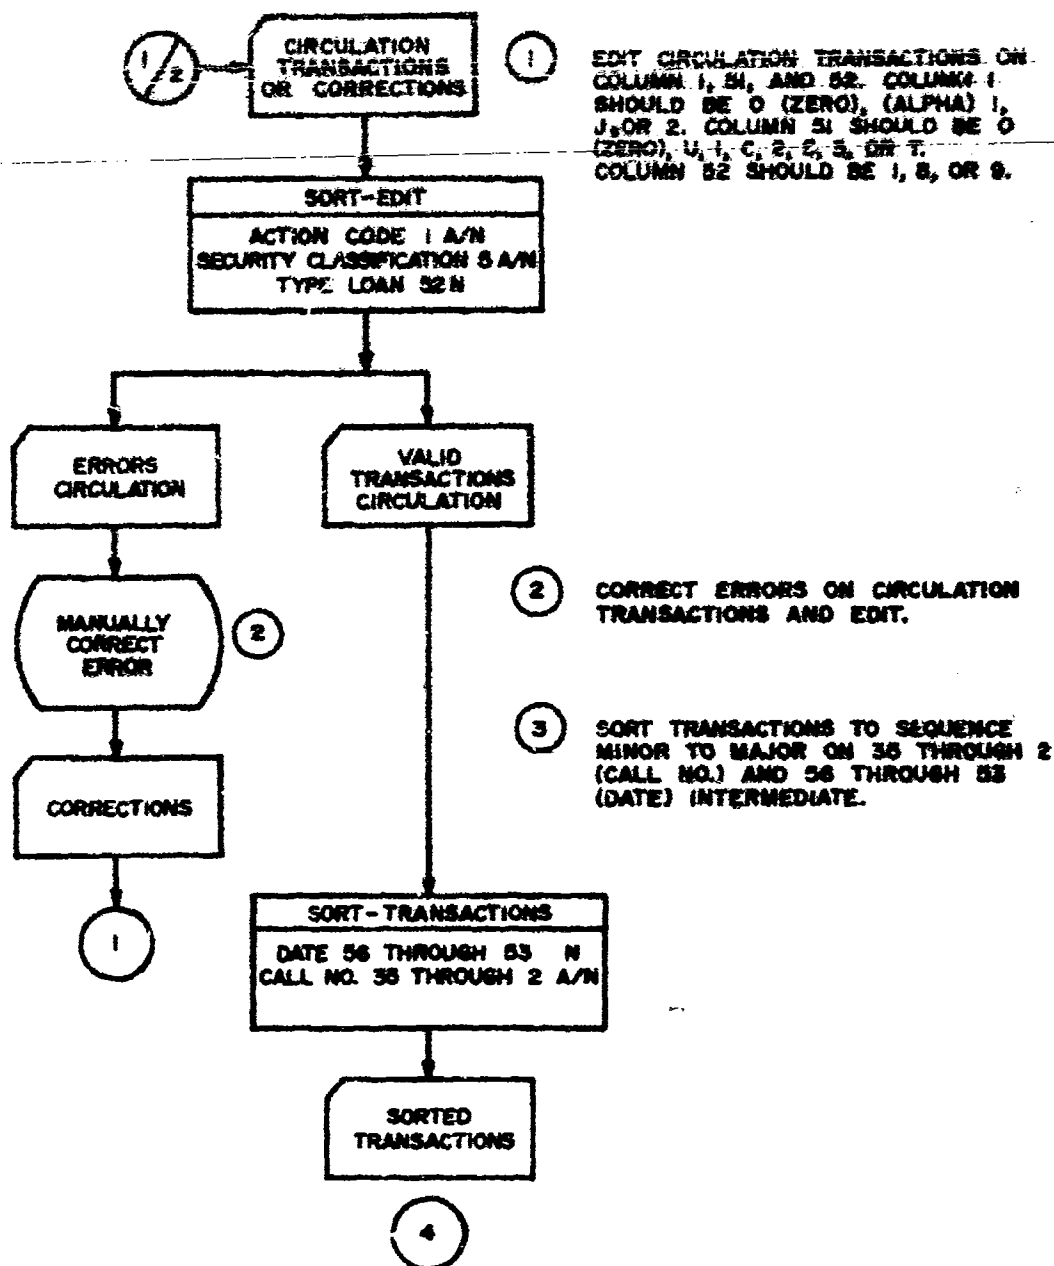 1/2
CIRCULATION
TRANSACTIONS
OR CORRECTIONS
1
EDIT CIRCULATION TRANSACTIONS ON
COLUMN 1, 51, AND 52. COLUMN 1
SHOULD BE 0 (ZERO), (ALPHA) I,
J, OR 2. COLUMN 51 SHOULD BE 0
(ZERO), U, 1, C, 2, 3, OR T.
COLUMN 52 SHOULD BE 1, 8, OR 9.
SORT-EDIT
ACTION CODE 1 A/N
SECURITY CLASSIFICATION 5 A/N
TYPE LOAN 52 N
ERRORS
CIRCULATION
VALID
TRANSACTIONS
CIRCULATION
MANUALLY
CORRECT
ERROR
2
2
CORRECT ERRORS ON CIRCULATION
TRANSACTIONS AND EDIT.
3
SORT TRANSACTIONS TO SEQUENCE
MINOR TO MAJOR ON 35 THROUGH 2
(CALL NO.) AND 56 THROUGH 53
(DATE) INTERMEDIATE.
CORRECTIONS
1
SORT-TRANSACTIONS
DATE 56 THROUGH 53 N
CALL NO. 35 THROUGH 2 A/N
SORTED
TRANSACTIONS
4